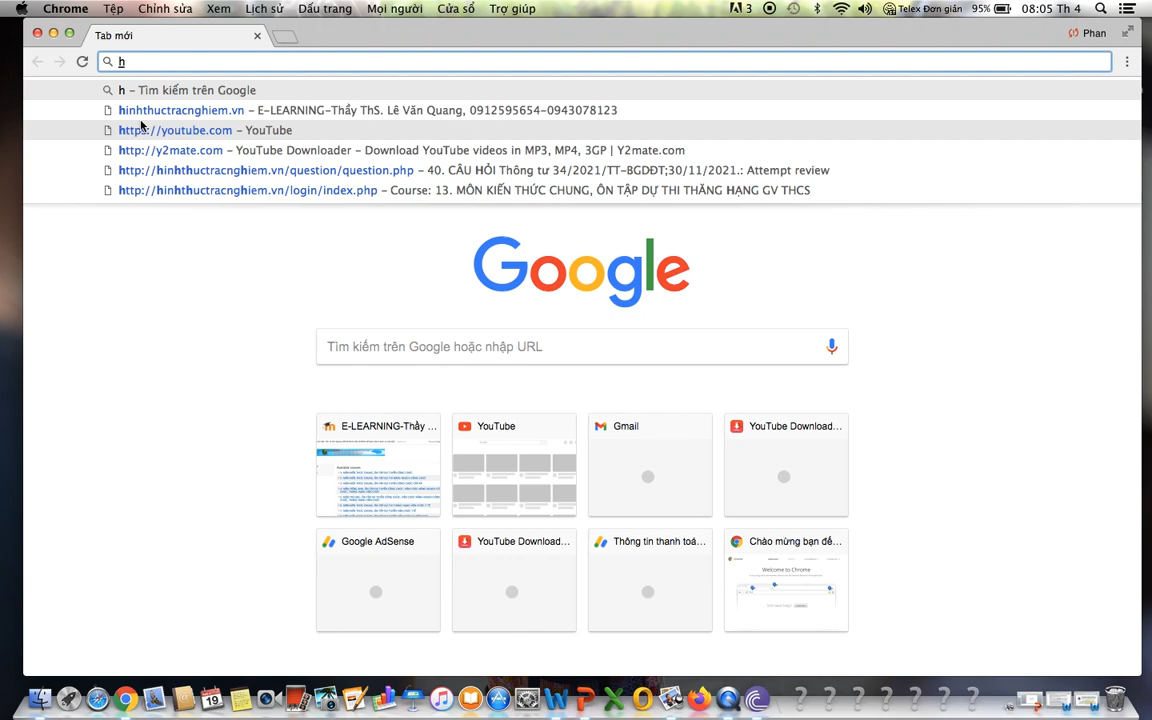 Chrome Tệp Chỉnh sửa Xem Lịch sử Dấu trang Mọi người Cửa sổ Trợ giúp 3 Telex Đơn giản 95% 08:05 Th 4
Tab mới
Phan
h
h – Tìm kiếm trên Google
hinhthuctracnghiem.vn – E-LEARNING-Thầy ThS. Lê Văn Quang, 0912595654-0943078123
https://youtube.com – YouTube
http://y2mate.com – YouTube Downloader – Download YouTube videos in MP3, MP4, 3GP | Y2mate.com
http://hinhthuctracnghiem.vn/question/question.php – 40. CÂU HỎI Thông tư 34/2021/TT-BGDĐT;30/11/2021.: Attempt review
http://hinhthuctracnghiem.vn/login/index.php – Course: 13. MÔN KIẾN THỨC CHUNG, ÔN TẬP DỰ THI THĂNG HẠNG GV THCS
Google
Tìm kiếm trên Google hoặc nhập URL
E-LEARNING-Thầy ...
YouTube
Gmail
YouTube Download...
Google AdSense
YouTube Download...
Thông tin thanh toá...
Chào mừng bạn đế...
Welcome to Chrome
19